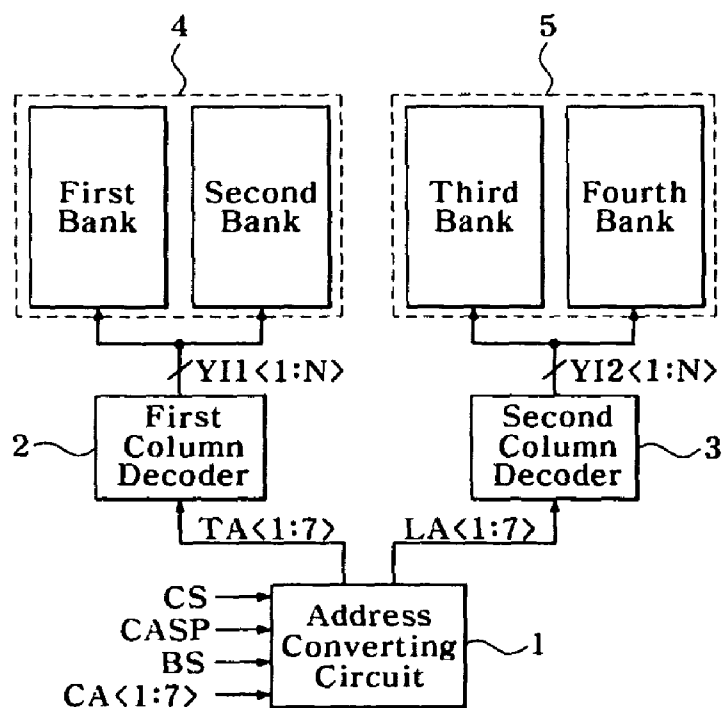 4
5
First
Bank
Second
Bank
Third
Bank
Fourth
Bank
YI1<1:N>
YI2<1:N>
2
First
Column
Decoder
Second
Column
Decoder
3
TA<1:7>
LA<1:7>
CS
CASP
BS
CA<1:7>
Address
Converting
Circuit
1